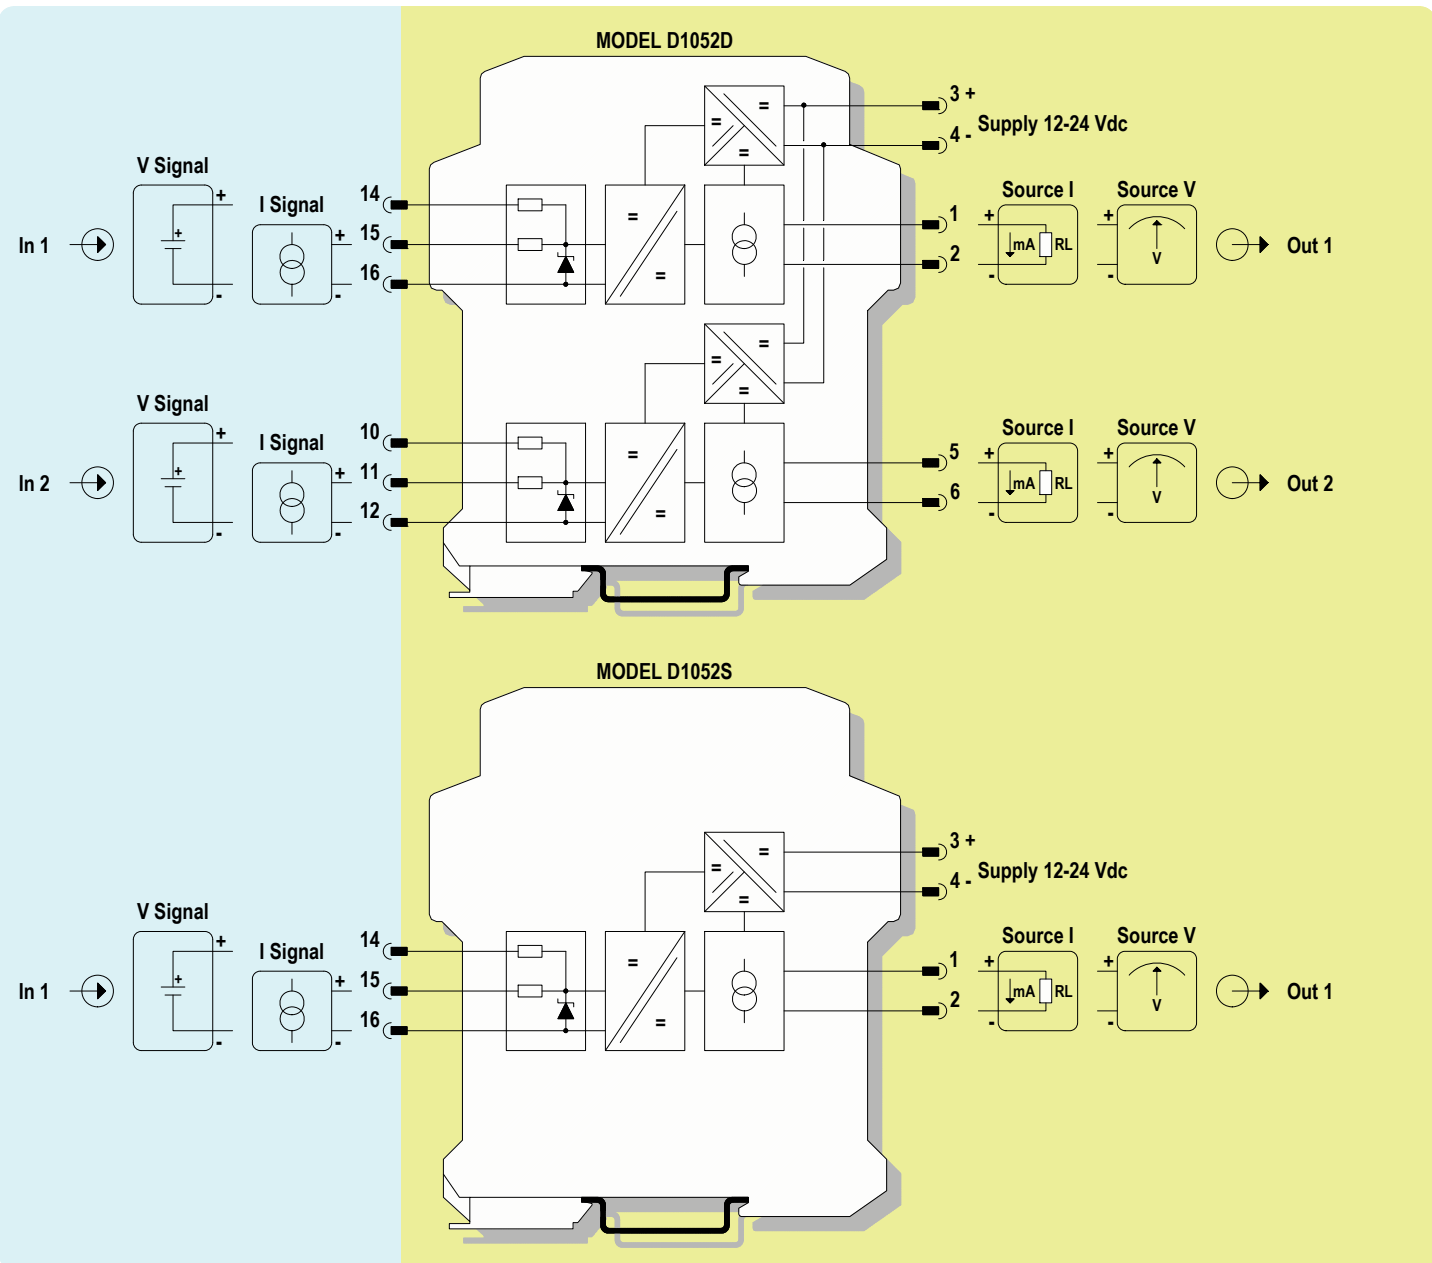 MODEL D1052D
3 +
Supply 12-24 Vdc
4 -
V Signal
+
-
I Signal
+
-
14
15
16
In 1
= = =
= =
1
2
Source I
+
mA RL
-
Source V
+
V
-
Out 1
= = =
V Signal
+
+
-
I Signal
+
-
10
11
12
In 2
= =
5
6
Source I
+
mA RL
-
Source V
+
V
-
Out 2
MODEL D1052S
3 +
Supply 12-24 Vdc
4 -
= = =
V Signal
+
+
-
I Signal
+
-
14
15
16
In 1
= =
1
2
Source I
+
mA RL
-
Source V
+
V
-
Out 1